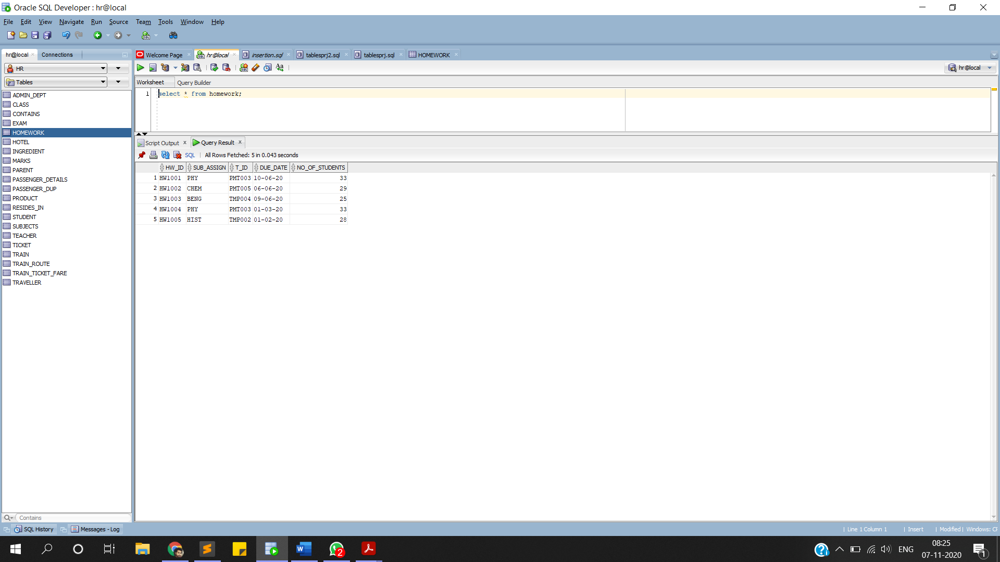 Oracle SQL Developer : hr@local
File Edit View Navigate Run Source Team Tools Window Help
hr@local Connections
Welcome Page hr@local insertion.sql tablesprj2.sql tablesprj.sql HOMEWORK
HR
hr@local
Tables
Worksheet Query Builder
1 select * from homework;
ADMIN_DEPT
CLASS
CONTAINS
EXAM
HOMEWORK
HOTEL
INGREDIENT
MARKS
PARENT
PASSENGER_DETAILS
PASSENGER_DUP
PRODUCT
RESIDES_IN
STUDENT
SUBJECTS
TEACHER
TICKET
TRAIN
TRAIN_ROUTE
TRAIN_TICKET_FARE
TRAVELLER
Script Output Query Result
SQL All Rows Fetched: 5 in 0.043 seconds
HW_ID SUB_ASSIGN T_ID DUE_DATE NO_OF_STUDENTS
1 HW1001 PHY PMT003 10-06-20 33
2 HW1002 CHEM PMT005 06-06-20 29
3 HW1003 BENG TMP004 09-06-20 25
4 HW1004 PHY PMT003 01-03-20 33
5 HW1005 HIST TMP002 01-02-20 28
Contains
SQL History Messages - Log
Line 1 Column 1 Insert Modified Windows: CR
ENG
08:25
07-11-2020
2
1